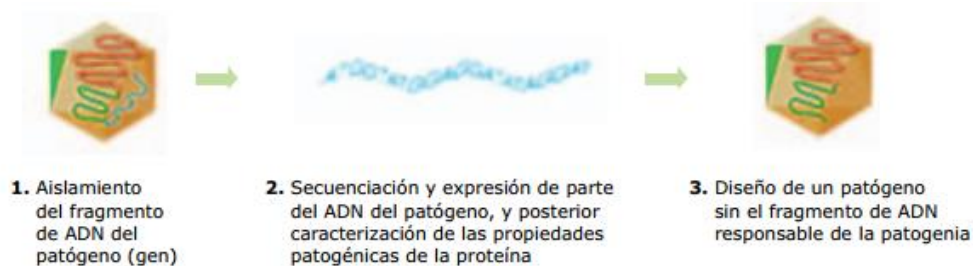 1. Aislamiento
del fragmento
de ADN del
patógeno (gen)
2. Secuenciación y expresión de parte
del ADN del patógeno, y posterior
caracterización de las propiedades
patogénicas de la proteína
3. Diseño de un patógeno
sin el fragmento de ADN
responsable de la patogenia